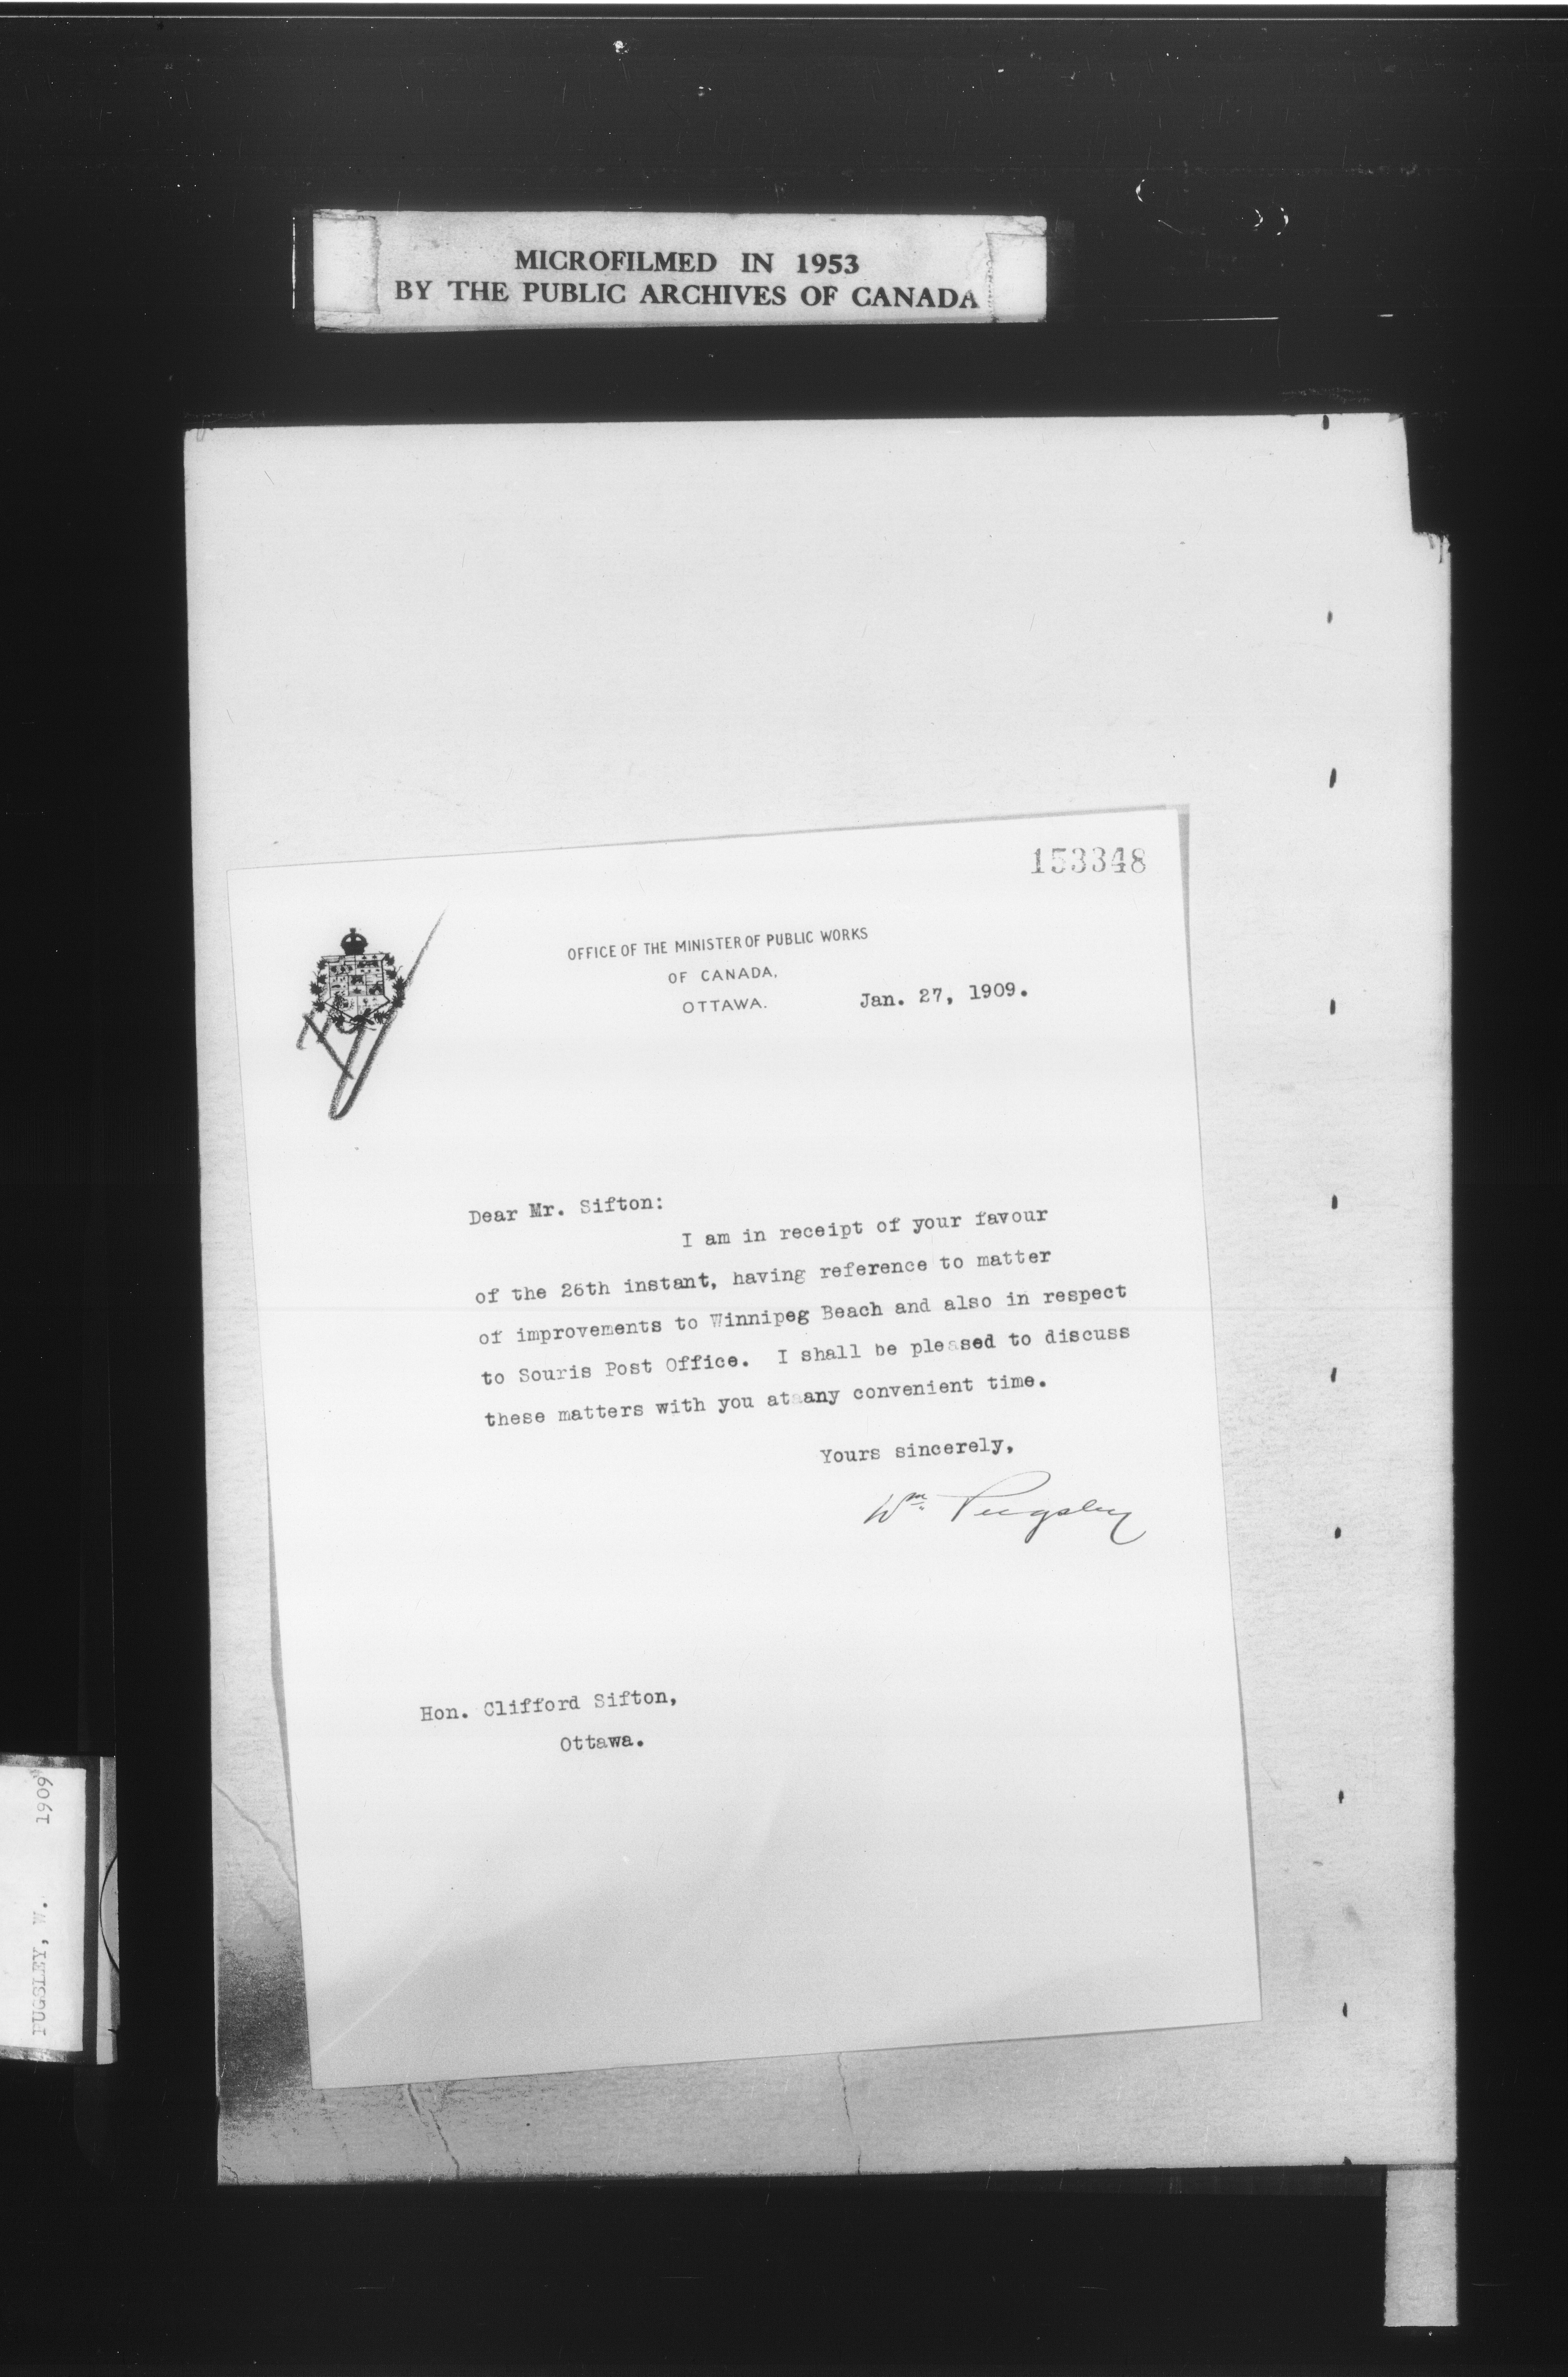 MICROFILMED IN 1953
BY THE PUBLIC ARCHIVES OF CANADA
153348
OFFICE OF THE MINISTER OF PUBLIC WORKS
OF CANADA,
OTTAWA.
Jan. 27, 1909.
Dear Mr. Sifton:
I am in receipt of your favour
of the 26th instant, having reference to matter
of improvements to Winnipeg Beach and also in respect
to Souris Post Office. I shall be pleased to discuss
these matters with you at any convenient time.
Yours sincerely,
Wm. Pugsley
Hon. Clifford Sifton,
Ottawa.
PUGSLEY, W. 1909